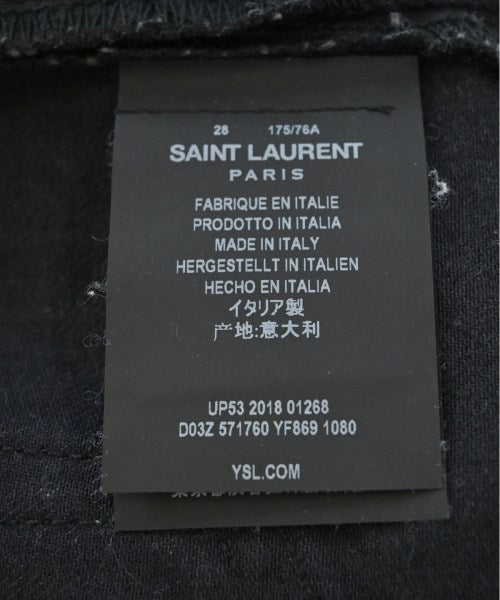 28 175/76A
SAINT LAURENT
PARIS
FABRIQUE EN ITALIE
PRODOTTO IN ITALIA
MADE IN ITALY
HERGESTELLT IN ITALIEN
HECHO EN ITALIA
イタリア製
产地:意大利
UP53 2018 01268
D03Z 571760 YF869 1080
YSL.COM